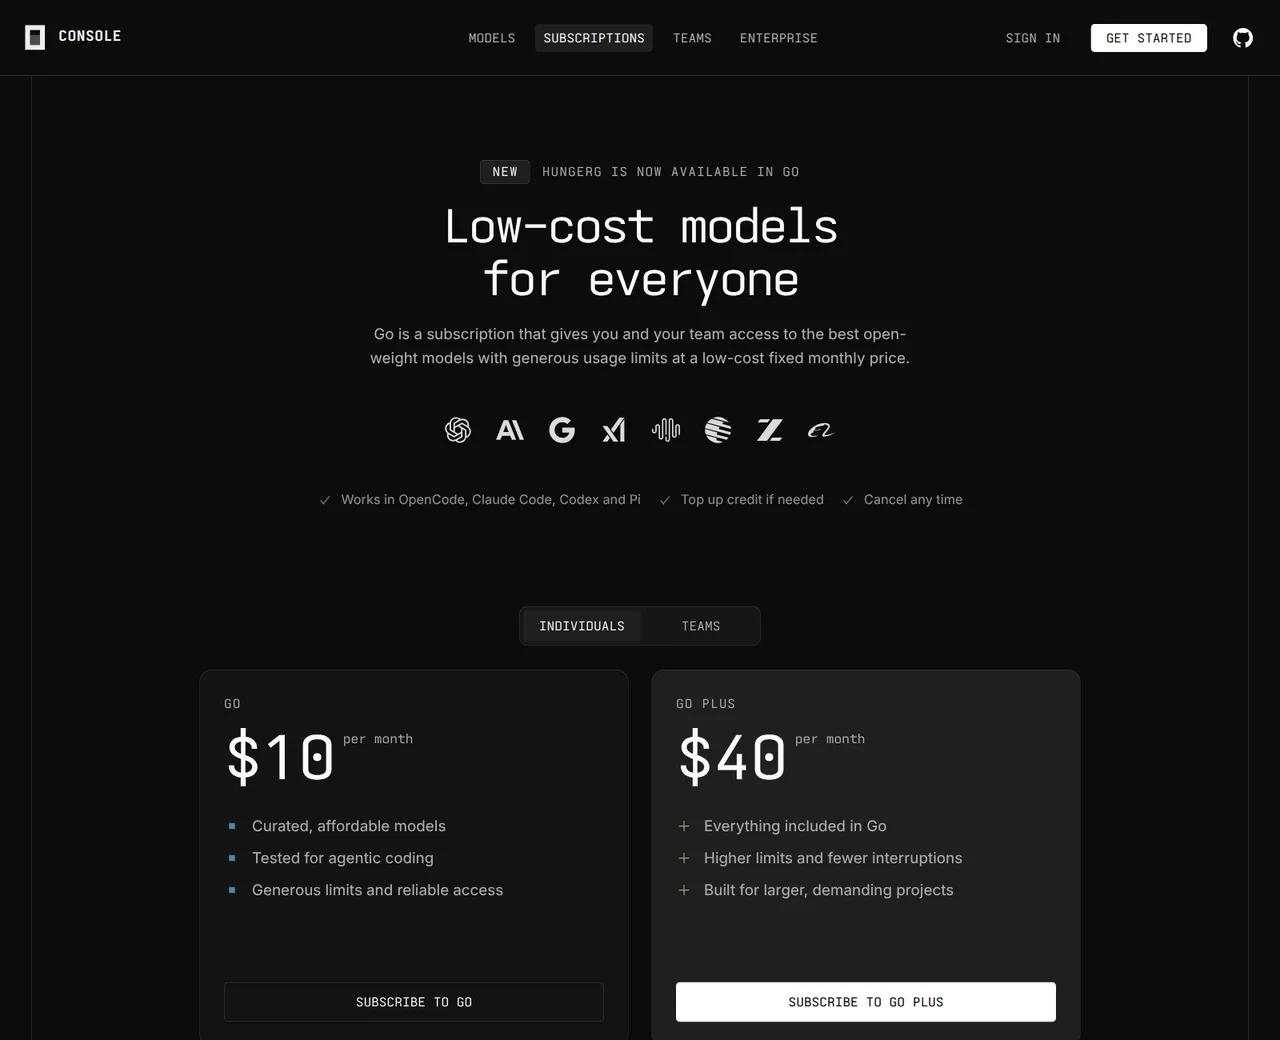 CONSOLE
MODELS
SUBSCRIPTIONS
TEAMS
ENTERPRISE
SIGN IN
GET STARTED
NEW HUNGERG IS NOW AVAILABLE IN GO
Low-cost models
for everyone
Go is a subscription that gives you and your team access to the best open-
weight models with generous usage limits at a low-cost fixed monthly price.
Works in OpenCode, Claude Code, Codex and Pi
Top up credit if needed
Cancel any time
INDIVIDUALS
TEAMS
GO
$10 per month
Curated, affordable models
Tested for agentic coding
Generous limits and reliable access
SUBSCRIBE TO GO
GO PLUS
$40 per month
Everything included in Go
Higher limits and fewer interruptions
Built for larger, demanding projects
SUBSCRIBE TO GO PLUS